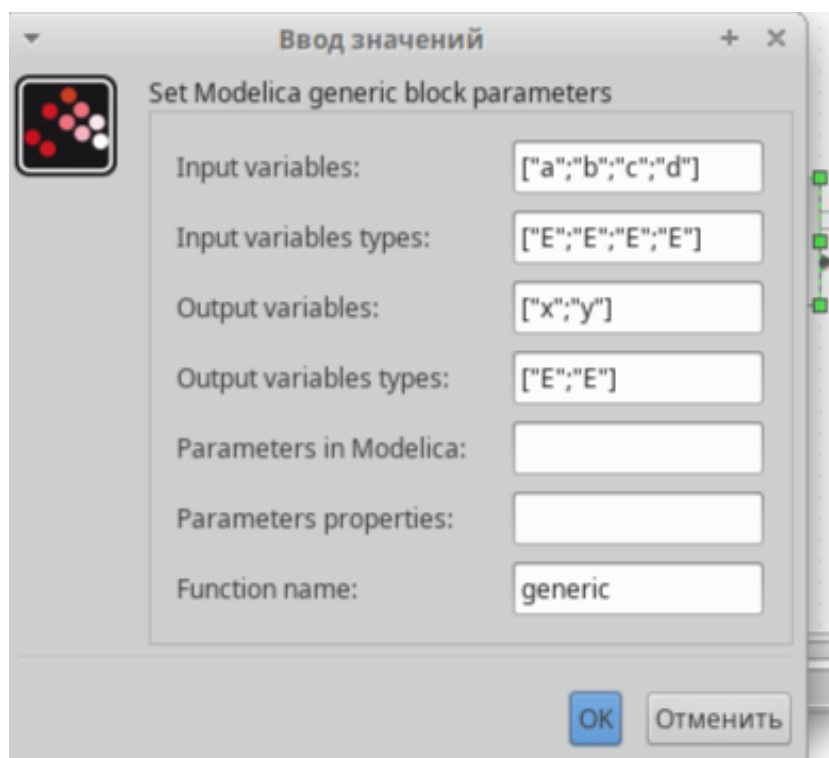 Ввод значений
Set Modelica generic block parameters
Input variables: ["a";"b";"c";"d"]
Input variables types: ["E";"E";"E";"E"]
Output variables: ["x";"y"]
Output variables types: ["E";"E"]
Parameters in Modelica:
Parameters properties:
Function name: generic
OK Отменить